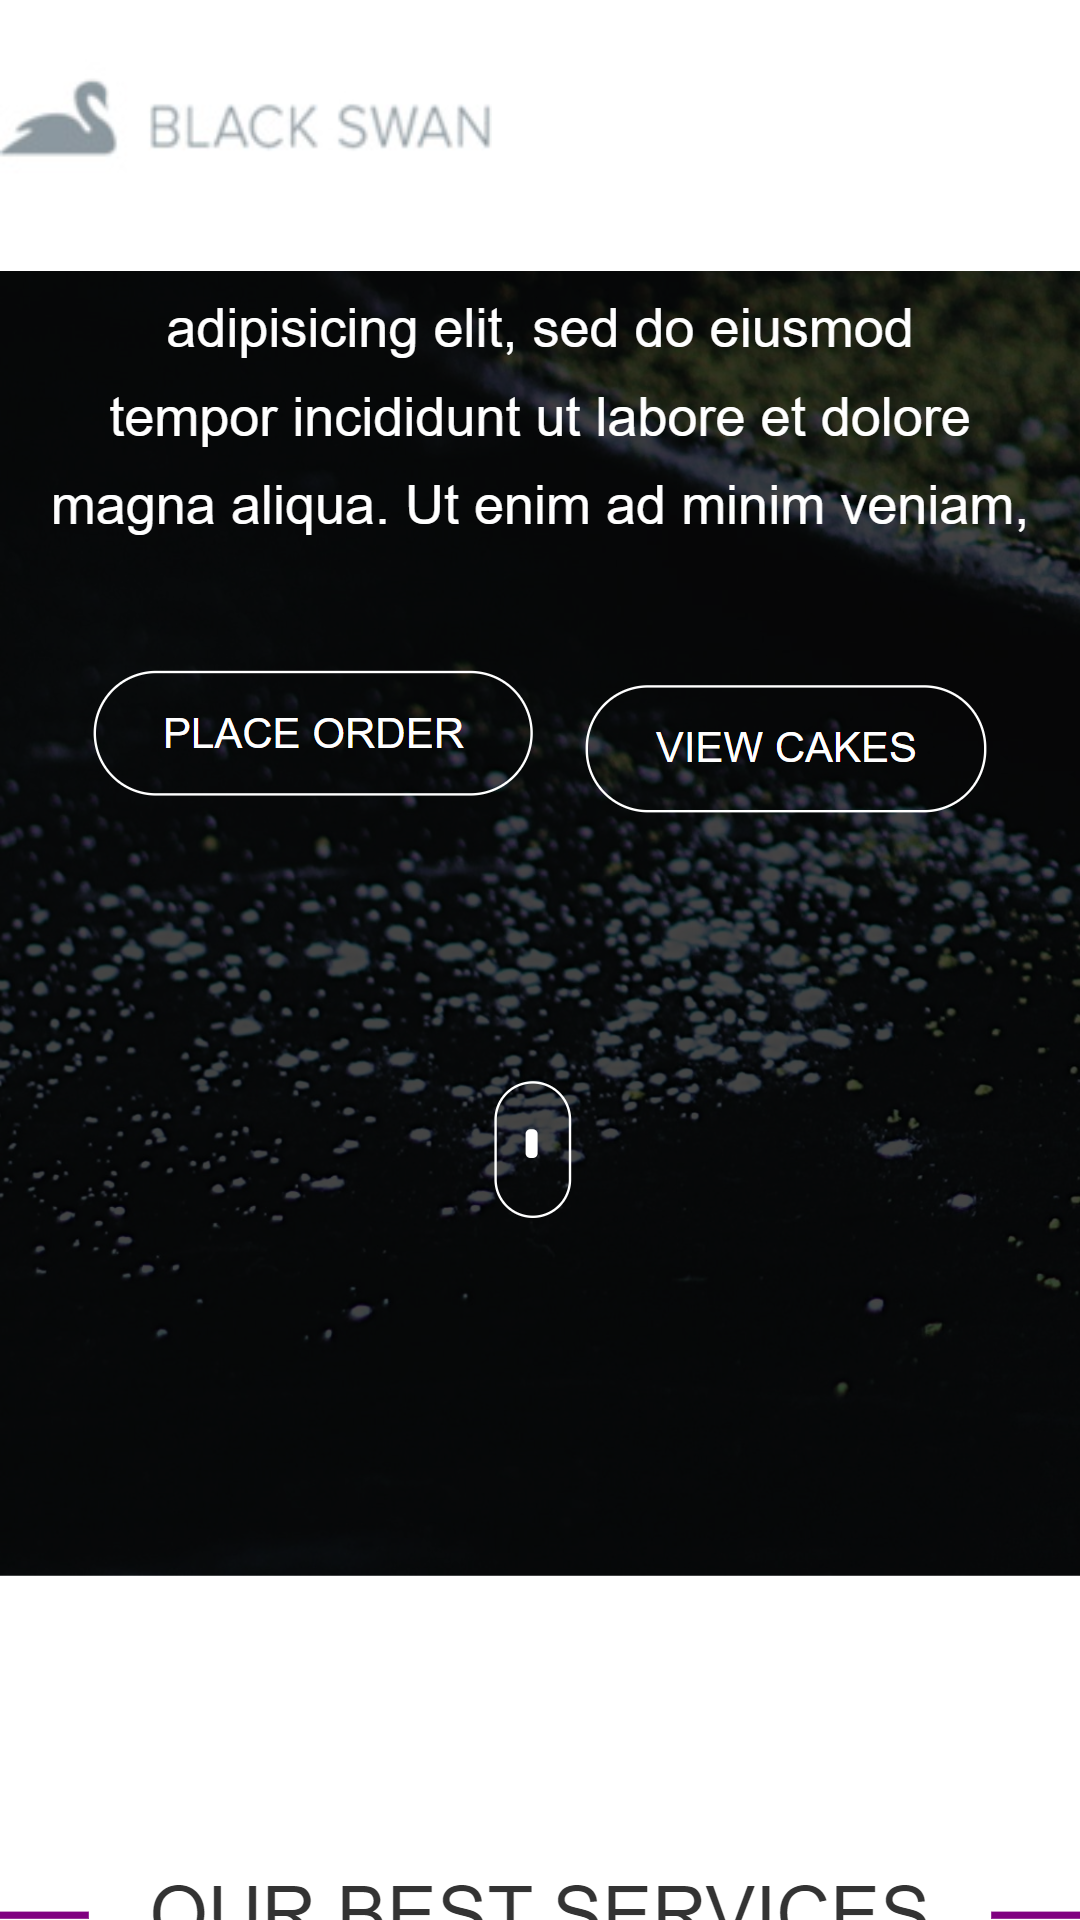 BLACK SWAN
adipisicing elit, sed do eiusmod
tempor incididunt ut labore et dolore
magna aliqua. Ut enim ad minim veniam,
PLACE ORDER
VIEW CAKES
OUR BEST SERVICES